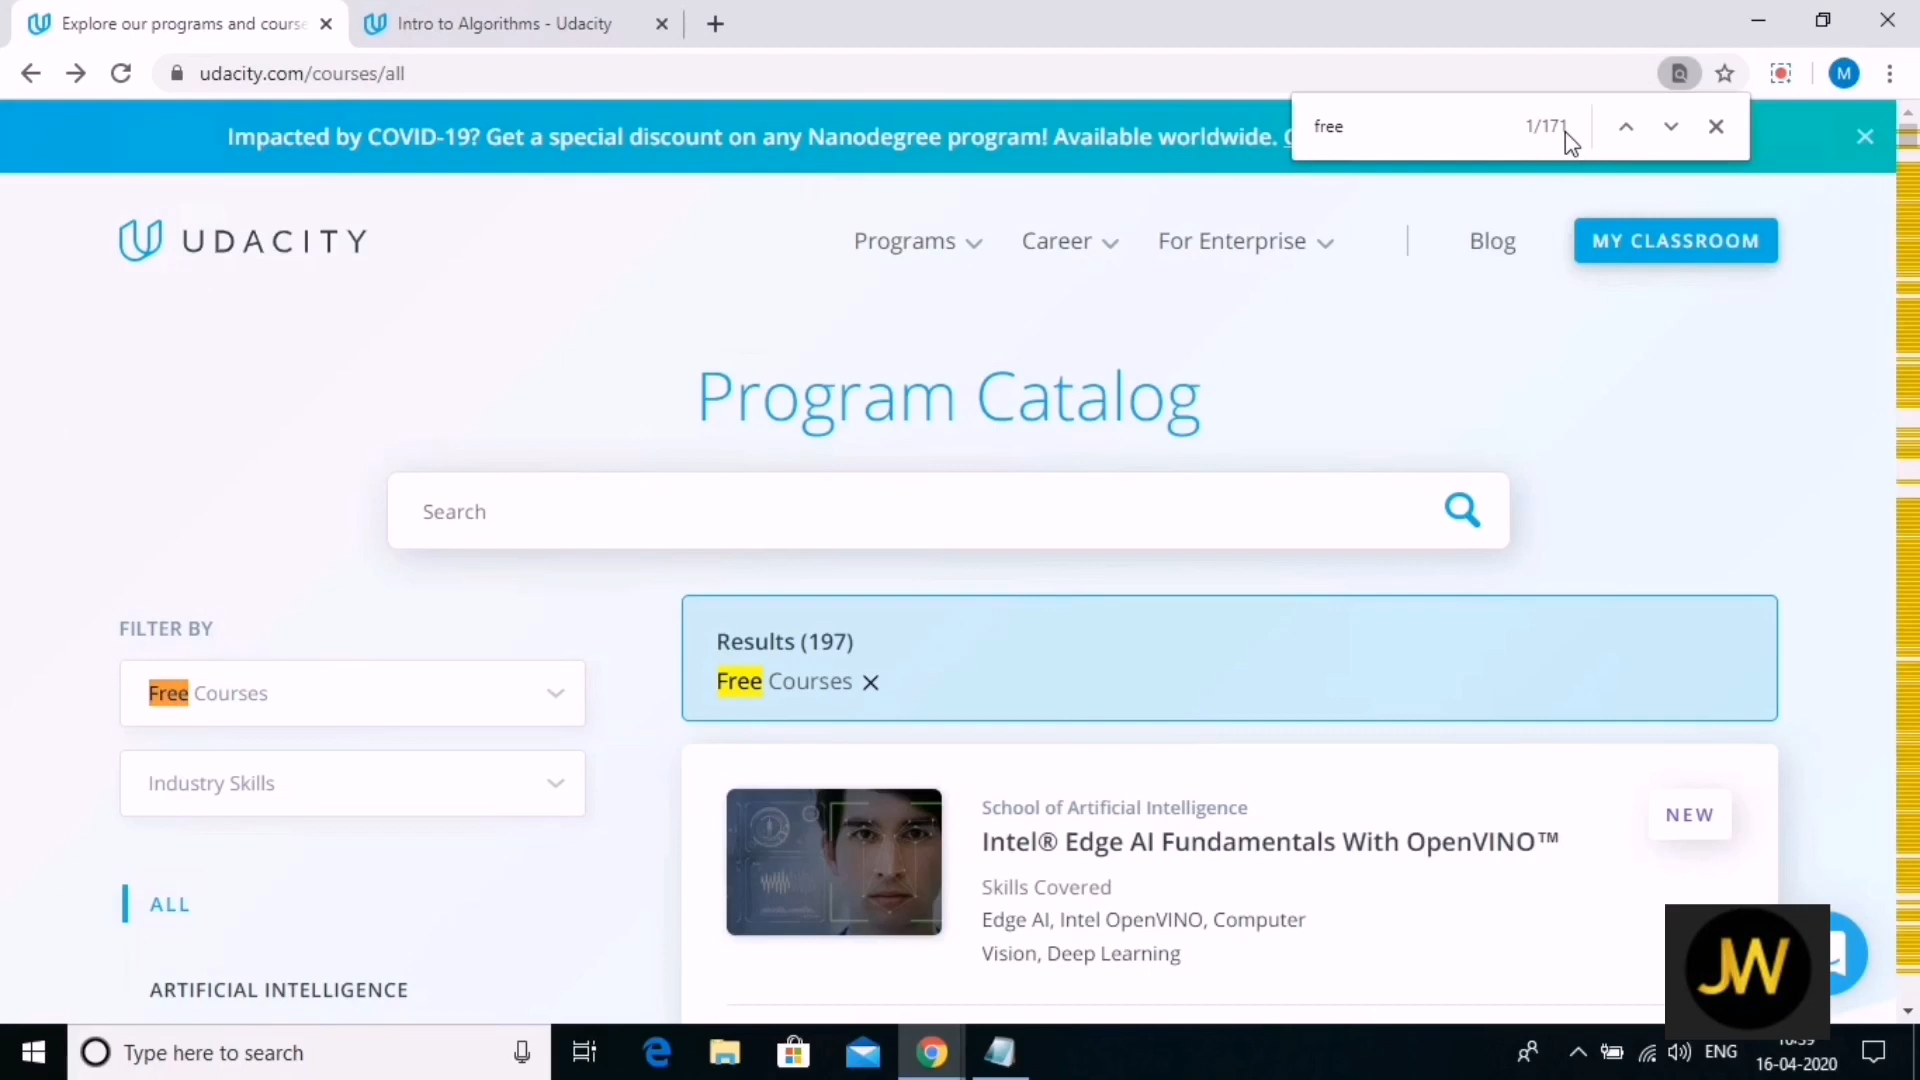 Explore our programs and course
Intro to Algorithms - Udacity
udacity.com/courses/all
M
free
1/171
Impacted by COVID-19? Get a special discount on any Nanodegree program! Available worldwide.
UDACITY
Programs
Career
For Enterprise
Blog
MY CLASSROOM
Program Catalog
Search
FILTER BY
Free Courses
Industry Skills
ALL
ARTIFICIAL INTELLIGENCE
Results (197)
Free Courses
School of Artificial Intelligence
NEW
Intel® Edge AI Fundamentals With OpenVINO™
Skills Covered
Edge AI, Intel OpenVINO, Computer
Vision, Deep Learning
JW
Type here to search
ENG
16-04-2020